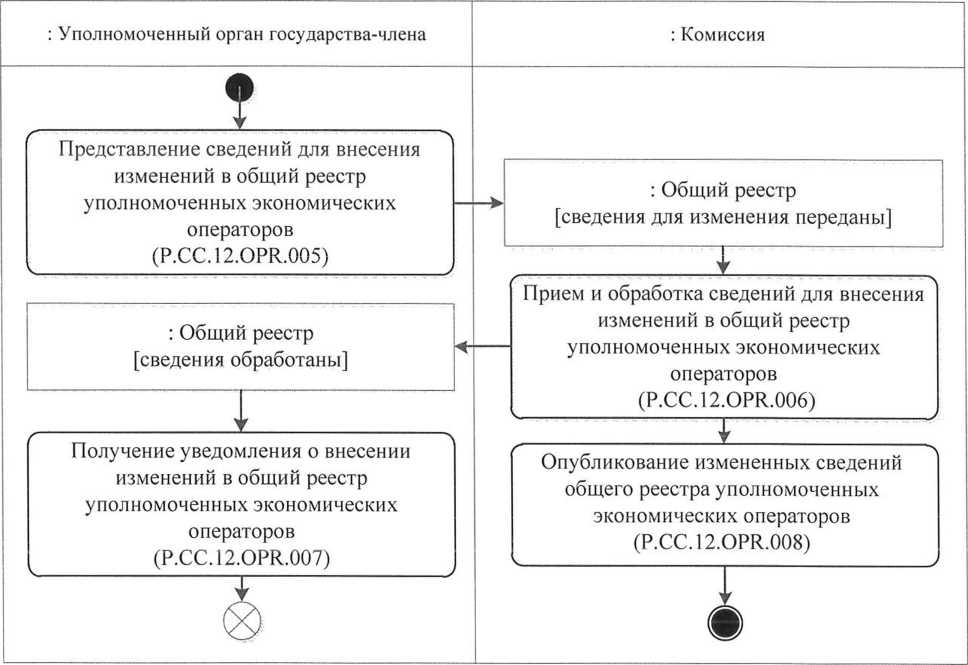 : Уполномоченный орган государства-члена
: Комиссия
Представление сведений для внесения
изменений в общий реестр
уполномоченных экономических
операторов
(P.CC.12.OPR.005)
: Общий реестр
[сведения для изменения переданы]
Прием и обработка сведений для внесения
изменений в общий реестр
уполномоченных экономических
операторов
(P.CC.12.OPR.006)
: Общий реестр
[сведения обработаны]
Получение уведомления о внесении
изменений в общий реестр
уполномоченных экономических
операторов
(P.CC.12.OPR.007)
Опубликование измененных сведений
общего реестра уполномоченных
экономических операторов
(P.CC.12.OPR.008)